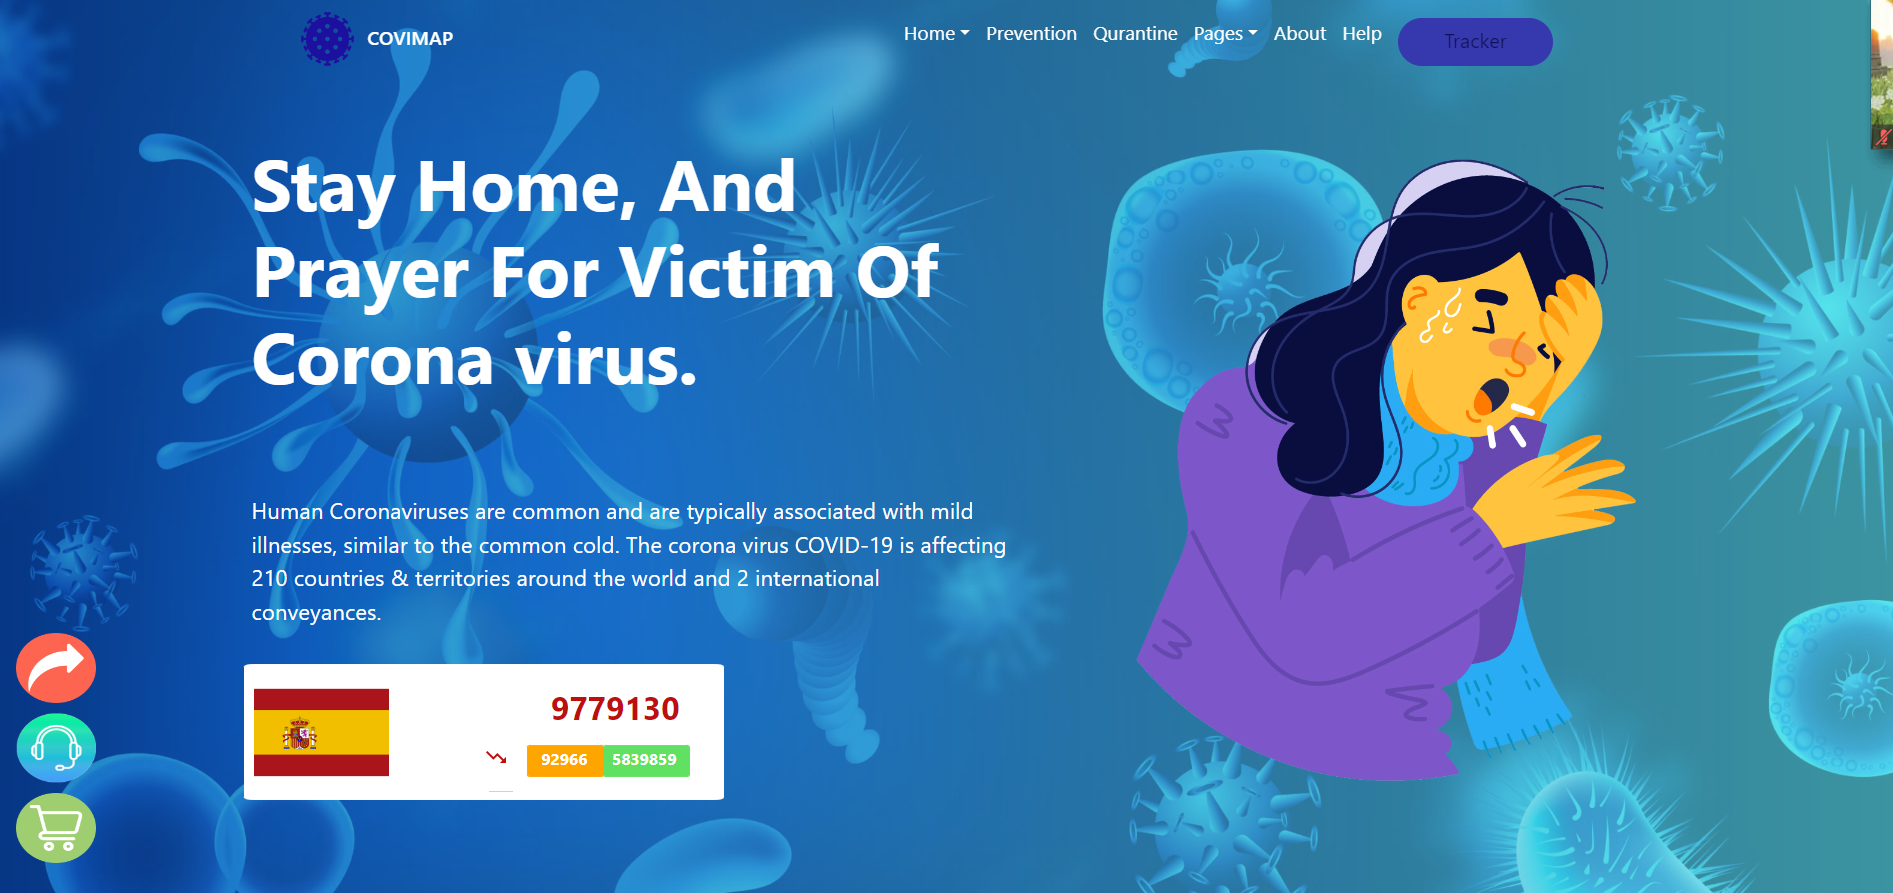 COVIMAP
Home Prevention Qurantine Pages About Help Tracker
Stay Home, And
Prayer For Victim Of
Corona virus.
Human Coronaviruses are common and are typically associated with mild
illnesses, similar to the common cold. The corona virus COVID-19 is affecting
210 countries & territories around the world and 2 international
conveyances.
9779130
92966 5839859